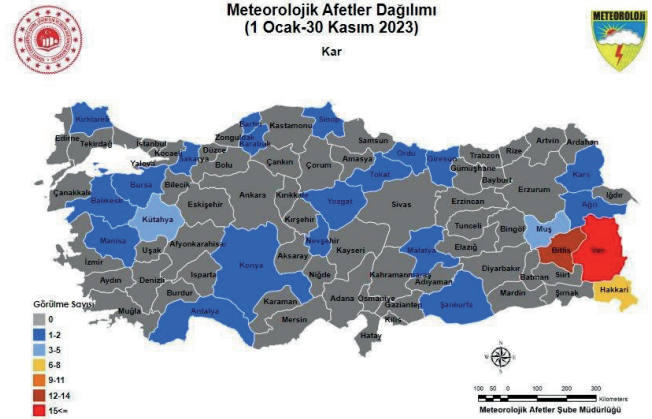 Meteorolojik Afetler Dağılımı
(1 Ocak-30 Kasım 2023)
Kar
METEOROLOJİ
Kırklareli
Edirne
Tekirdağ
İstanbul
Kocaeli
Yalova
Sakarya
Düzce
Bolu
Zonguldak
Bartın
Karabük
Kastamonu
Sinop
Çankırı
Çorum
Samsun
Amasya
Ordu
Tokat
Giresun
Trabzon
Gümüşhane
Rize
Bayburt
Artvin
Ardahan
Kars
Iğdır
Ağrı
Erzurum
Erzincan
Çanakkale
Balıkesir
Bursa
Bilecik
Kütahya
Eskişehir
Ankara
Kırıkkale
Kırşehir
Yozgat
Sivas
Tunceli
Bingöl
Muş
Bitlis
Van
Hakkari
Manisa
İzmir
Uşak
Afyonkarahisar
Konya
Aksaray
Nevşehir
Kayseri
Niğde
Malatya
Elazığ
Diyarbakır
Batman
Siirt
Şırnak
Mardin
Şanlıurfa
Adıyaman
Kahramanmaraş
Gaziantep
Kilis
Osmaniye
Adana
Hatay
Mersin
Karaman
Antalya
Isparta
Burdur
Denizli
Aydın
Muğla
Görülme Sayısı
0
1-2
3-5
6-8
9-11
12-14
15<=
100 50 0 100 200 300
Kilometers
Meteorolojik Afetler Şube Müdürlüğü